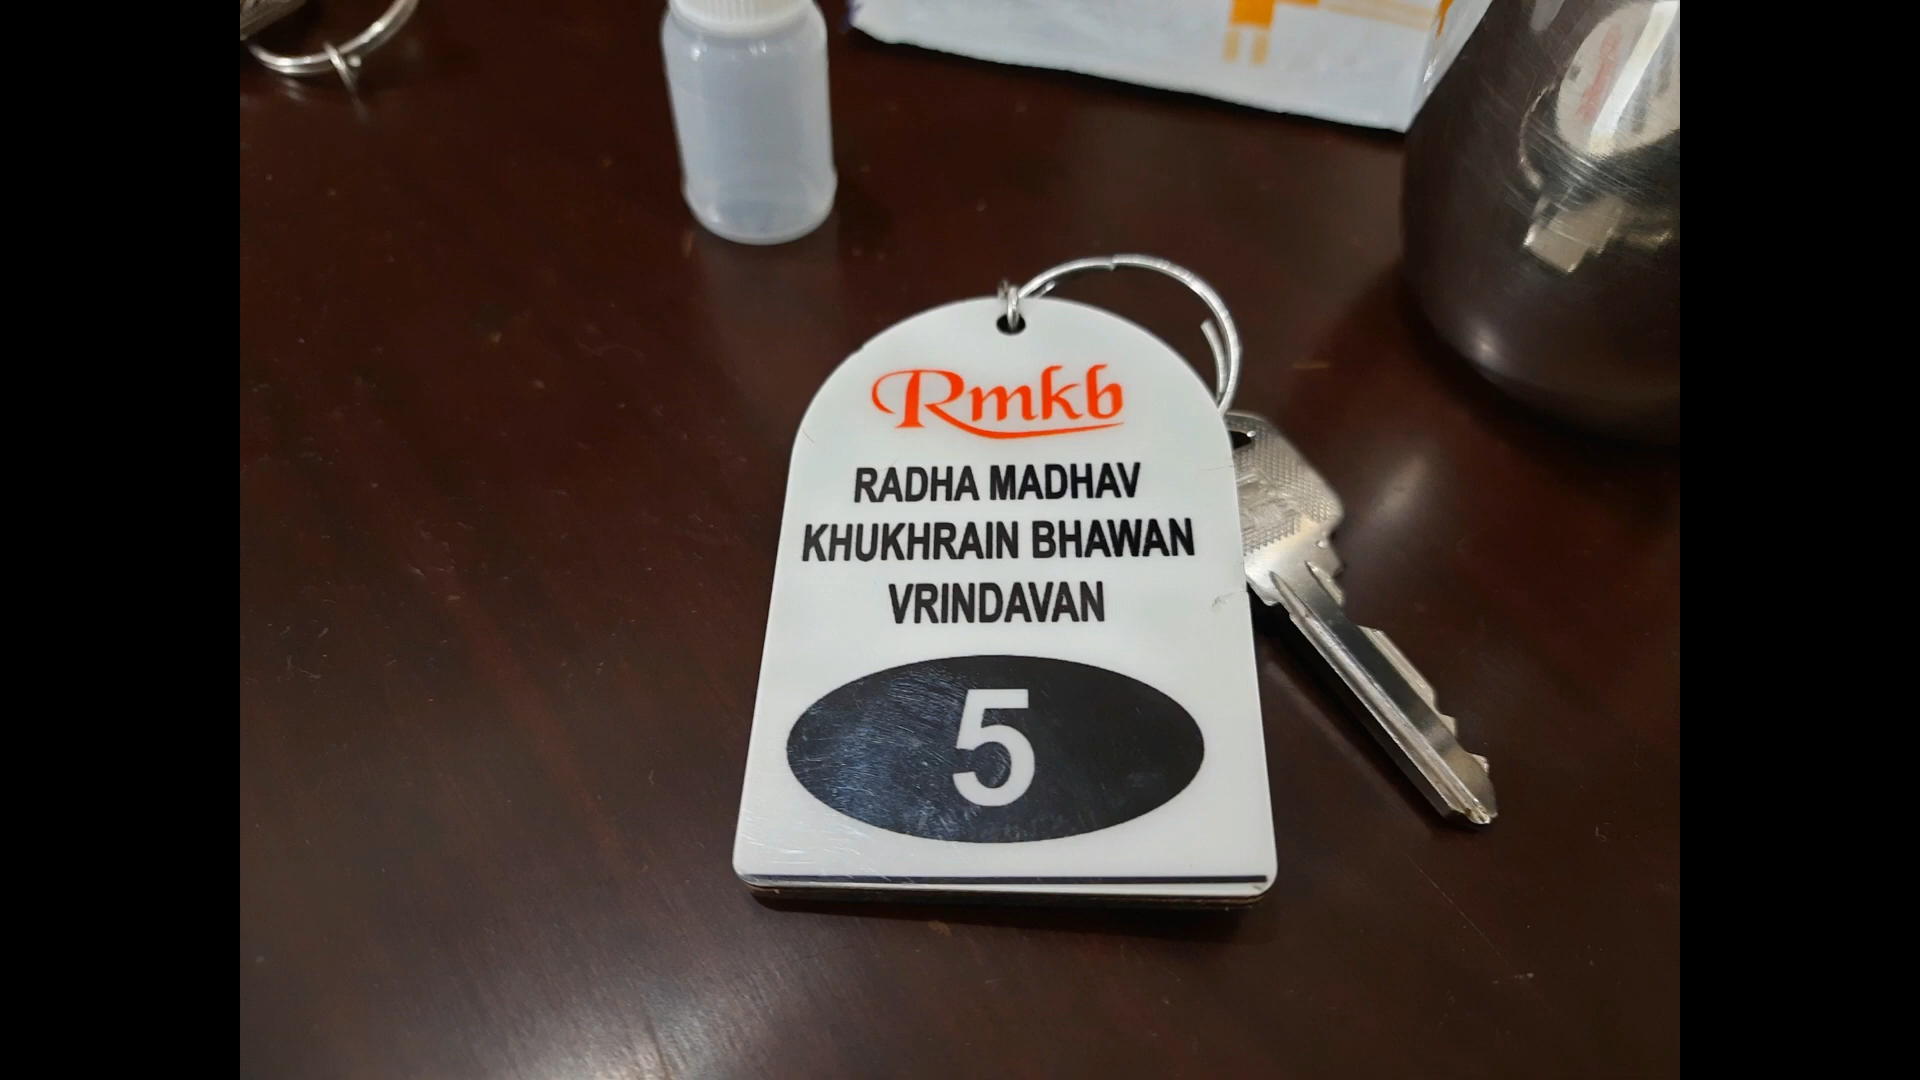 Rmkb
RADHA MADHAV
KHUKHRAIN BHAWAN
VRINDAVAN
5